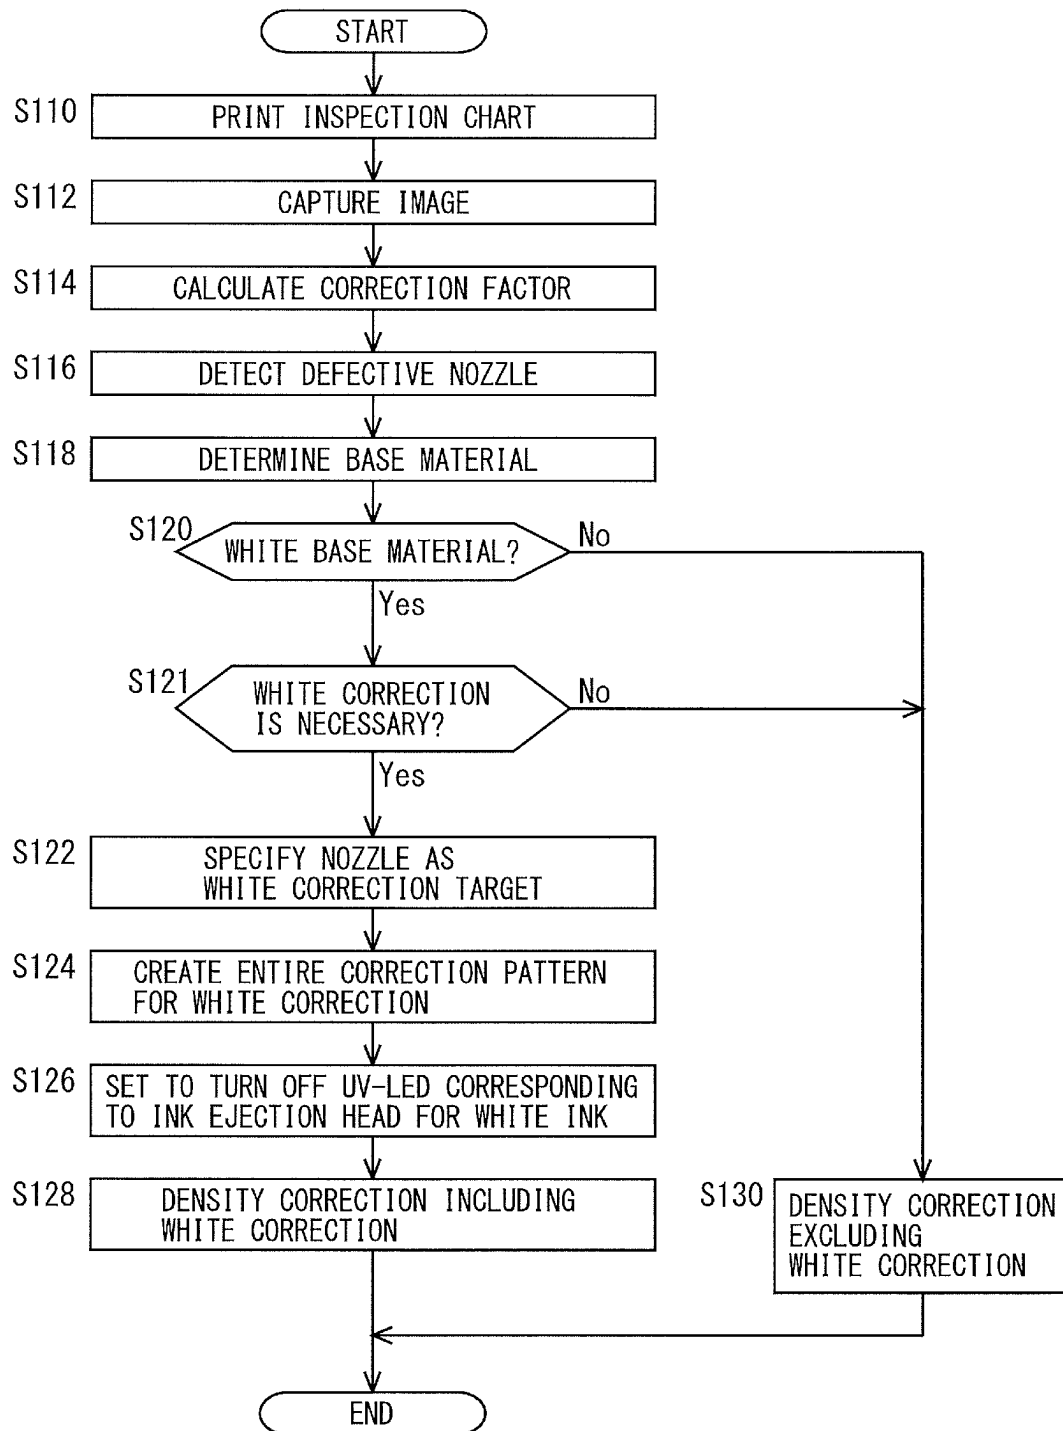 START
S110
PRINT INSPECTION CHART
S112
CAPTURE IMAGE
S114
CALCULATE CORRECTION FACTOR
S116
DETECT DEFECTIVE NOZZLE
S118
DETERMINE BASE MATERIAL
S120
WHITE BASE MATERIAL?
No
Yes
S121
WHITE CORRECTION
IS NECESSARY?
No
Yes
S122
SPECIFY NOZZLE AS
WHITE CORRECTION TARGET
S124
CREATE ENTIRE CORRECTION PATTERN
FOR WHITE CORRECTION
S126
SET TO TURN OFF UV-LED CORRESPONDING
TO INK EJECTION HEAD FOR WHITE INK
S128
DENSITY CORRECTION INCLUDING
WHITE CORRECTION
S130
DENSITY CORRECTION
EXCLUDING
WHITE CORRECTION
END